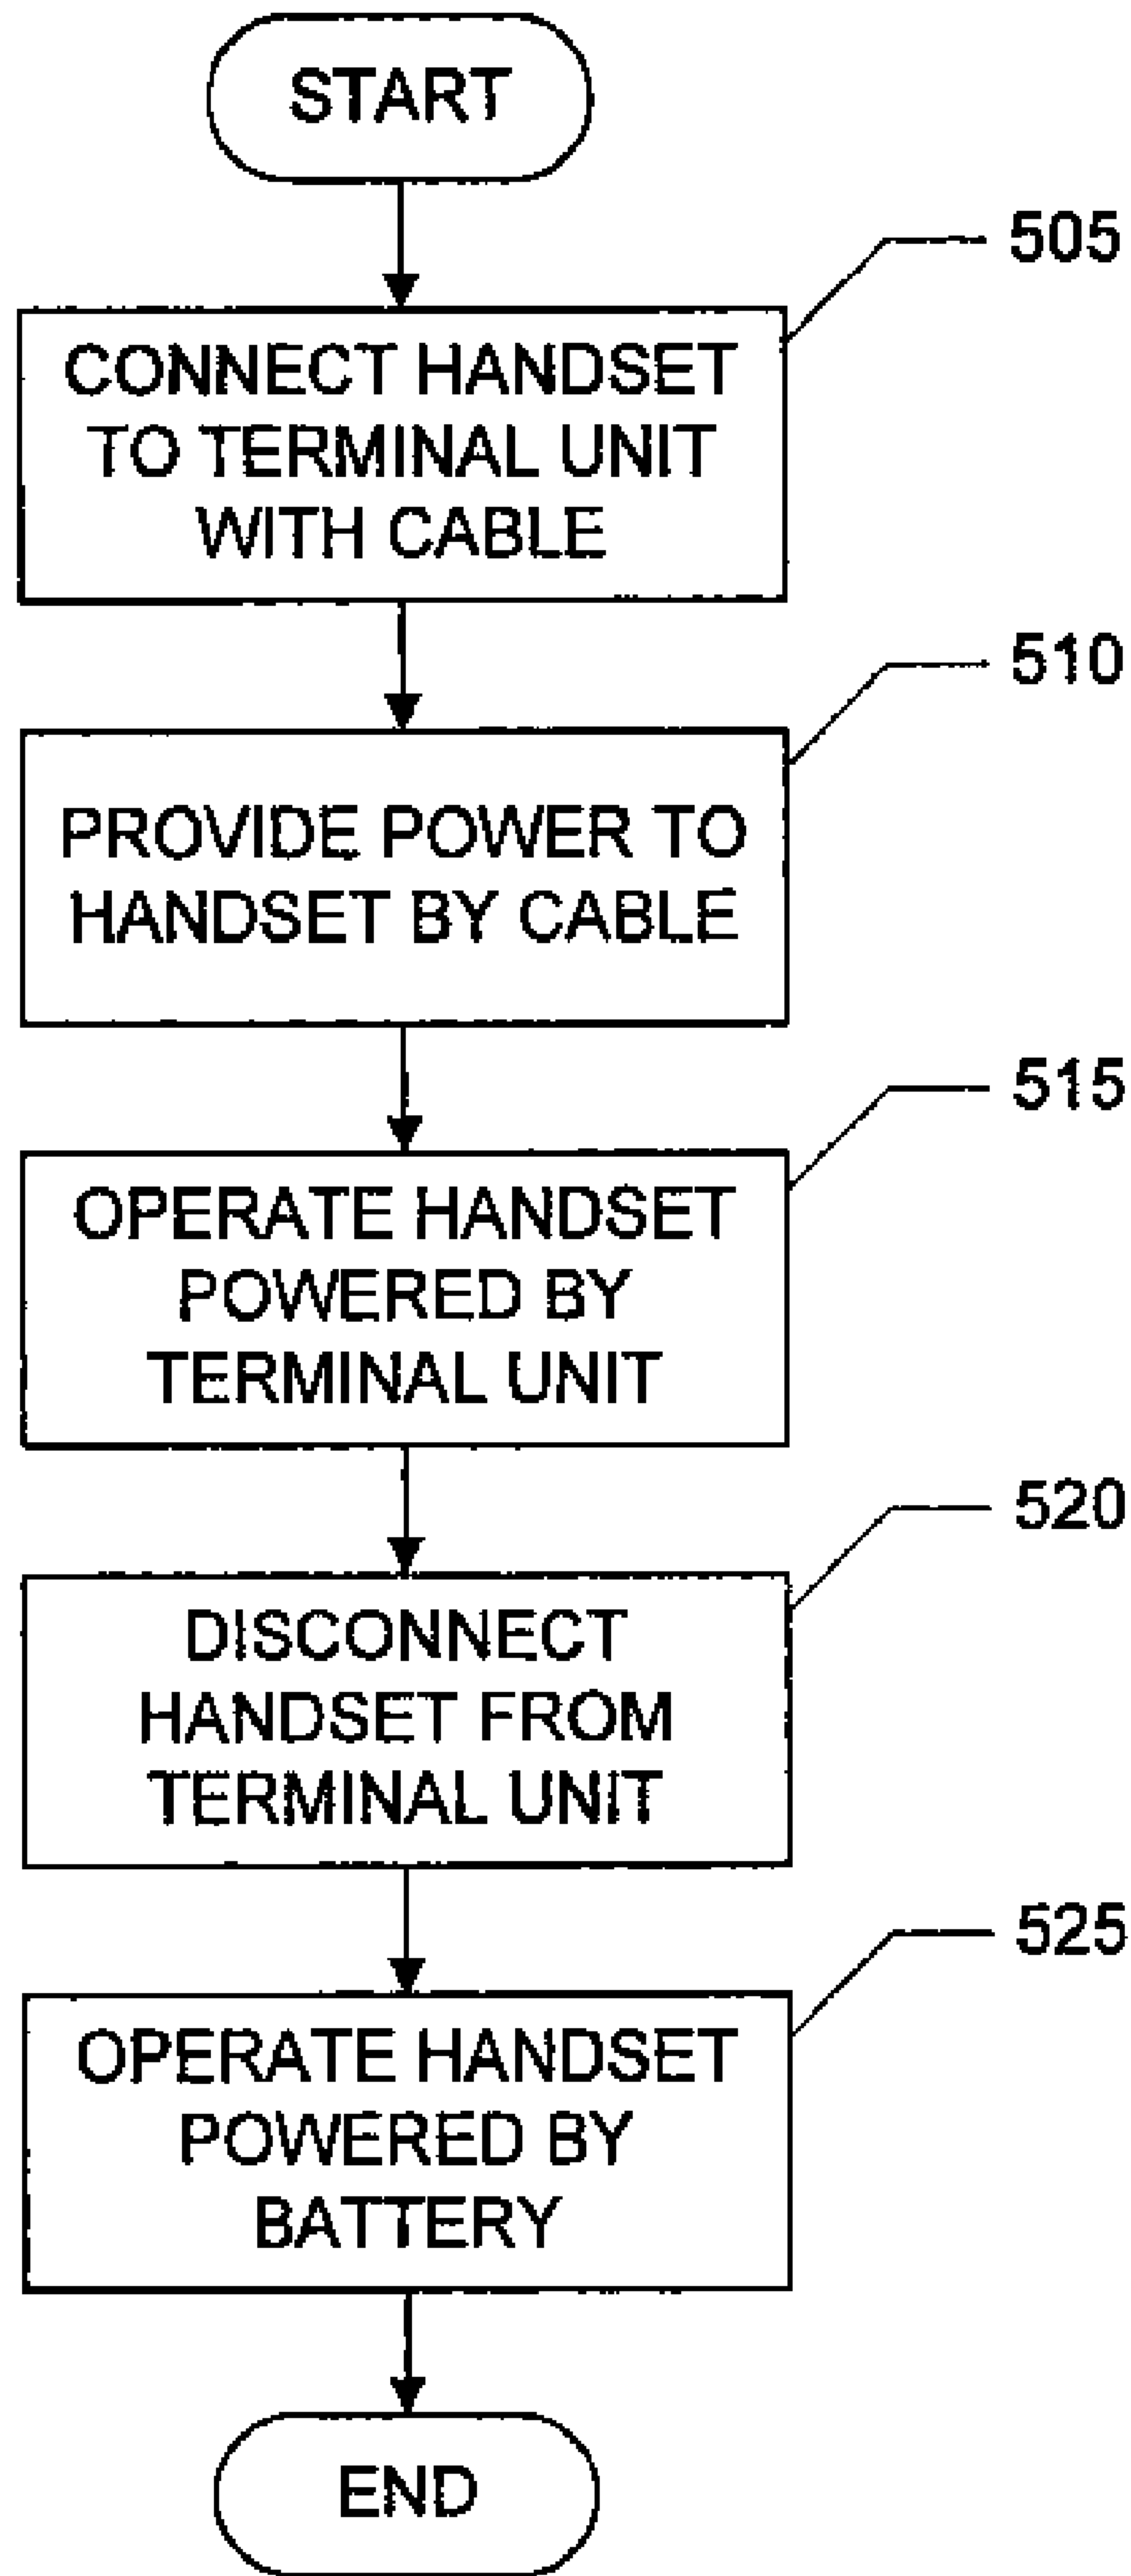 START
505
CONNECT HANDSET
TO TERMINAL UNIT
WITH CABLE
510
PROVIDE POWER TO
HANDSET BY CABLE
515
OPERATE HANDSET
POWERED BY
TERMINAL UNIT
520
DISCONNECT
HANDSET FROM
TERMINAL UNIT
525
OPERATE HANDSET
POWERED BY
BATTERY
END